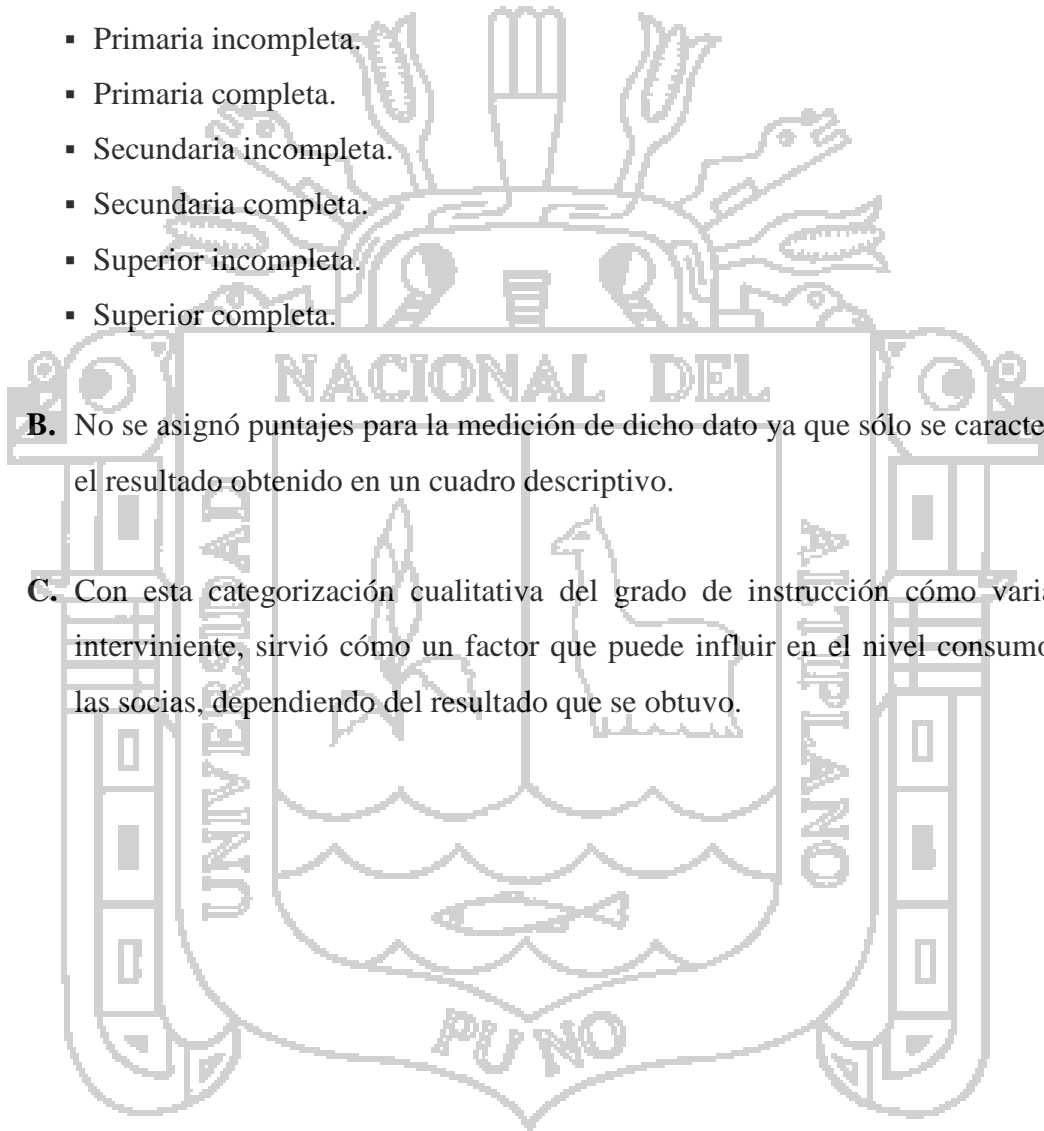 ▪ Primaria incompleta.
▪ Primaria completa.
▪ Secundaria incompleta.
▪ Secundaria completa.
▪ Superior incompleta.
▪ Superior completa.
NACIONAL DEL
B. No se asignó puntajes para la medición de dicho dato ya que sólo se caracte
el resultado obtenido en un cuadro descriptivo.
C. Con esta categorización cualitativa del grado de instrucción cómo varia
interviniente, sirvió cómo un factor que puede influir en el nivel consumo
las socias, dependiendo del resultado que se obtuvo.
UNIVERSIDAD
ALTIPLANO
PUNO